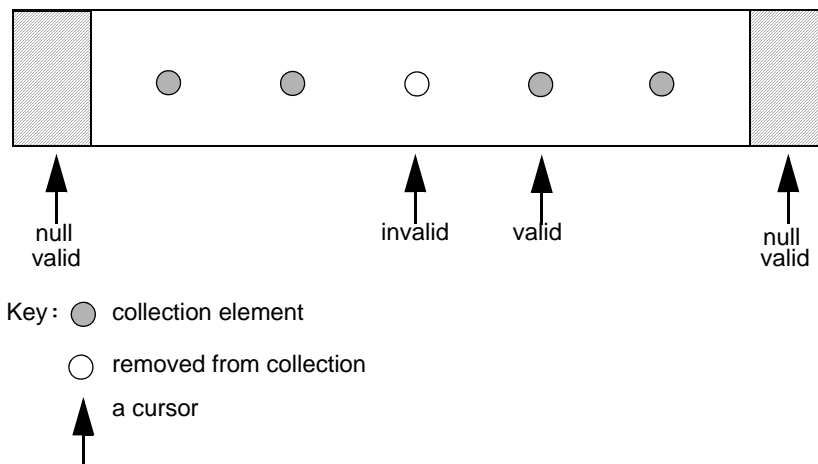 null
valid
invalid
valid
null
valid
Key: collection element
removed from collection
a cursor